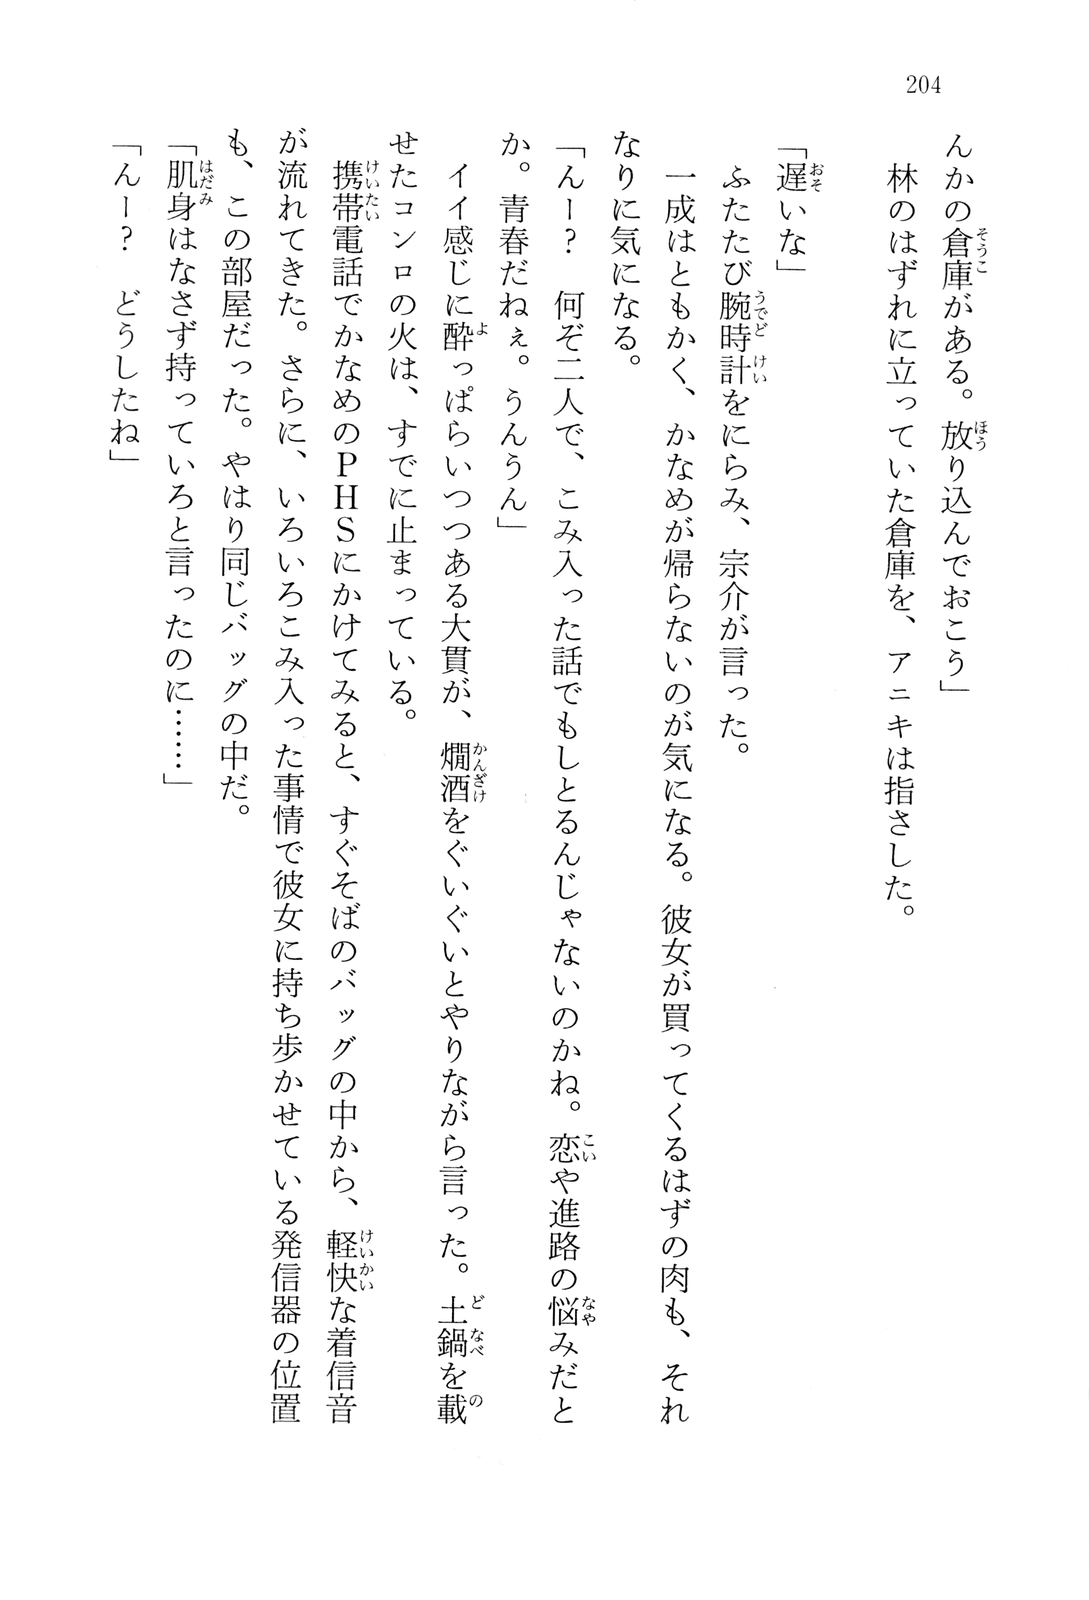 204
んかの倉庫がある。放り込んでおこう」
林のはずれに立っていた倉庫を、アニキは指さした。
「遅いな」
ふたたび腕時計をにらみ、宗介が言った。
一成はともかく、かなめが帰らないのが気になる。彼女が買ってくるはずの肉も、それ
なりに気になる。
「んー？　何ぞ二人で、こみ入った話でもしとるんじゃないのかね。恋や進路の悩みだと
か。青春だねぇ。うんうん」
イイ感じに酔っぱらいつつある大貫が、燗酒をぐいぐいとやりながら言った。土鍋を載
せたコンロの火は、すでに止まっている。
携帯電話でかなめのＰＨＳにかけてみると、すぐそばのバッグの中から、軽快な着信音
が流れてきた。さらに、いろいろこみ入った事情で彼女に持ち歩かせている発信器の位置
も、この部屋だった。やはり同じバッグの中だ。
「肌身はなさず持っていろと言ったのに……」
「んー？　どうしたね」